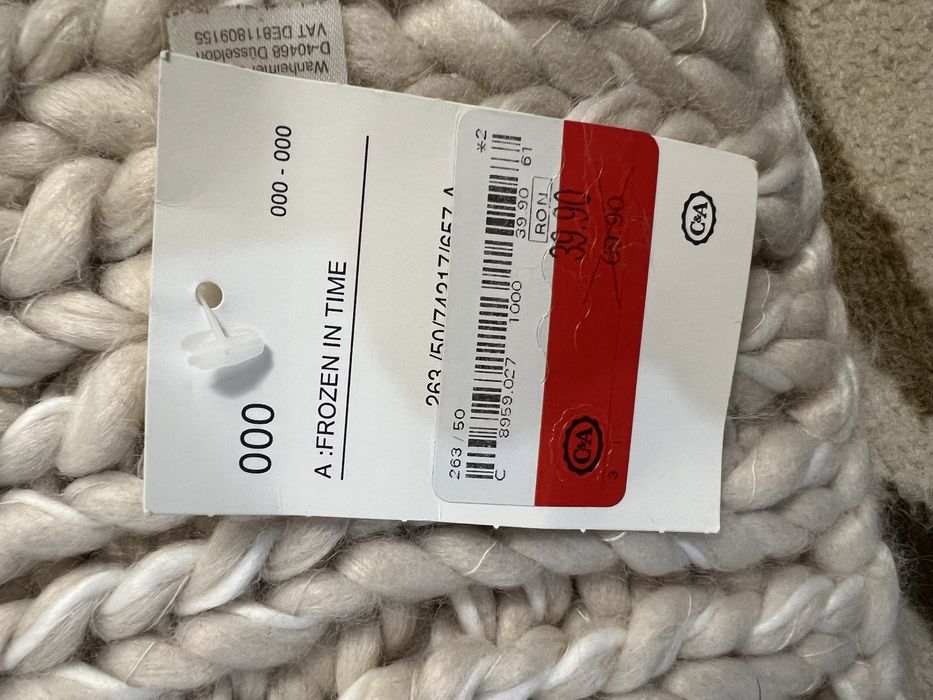 Wanheimer
D-40468 Düsseldorf
VAT DE811809155
000
000 - 000
A :FROZEN IN TIME
263 /50/74217/657 A
263 / 50
*2
C
8959.027
1000
39.90
61
RON
39.90
69.90
C&A
3
C&A